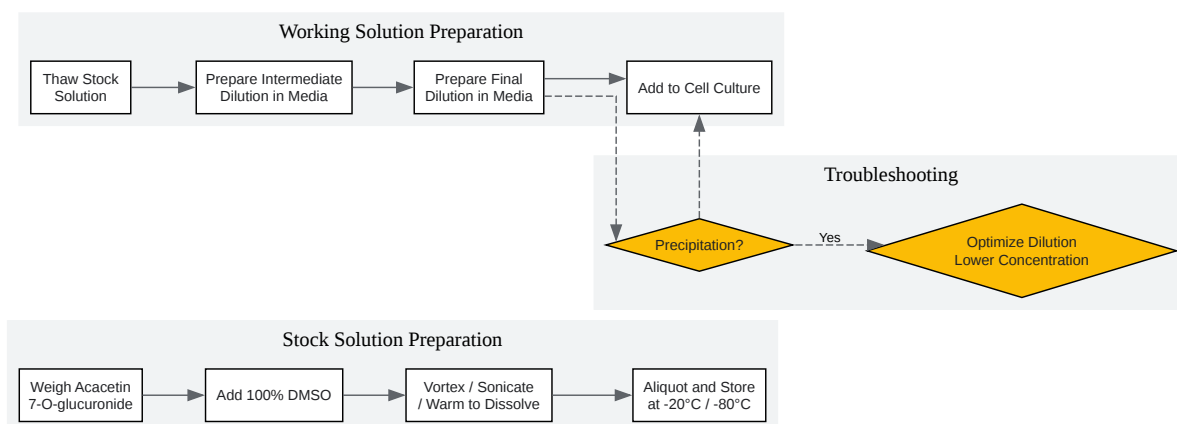 Working Solution Preparation
Thaw Stock
Solution
Prepare Intermediate
Dilution in Media
Prepare Final
Dilution in Media
Add to Cell Culture
Troubleshooting
Precipitation?
Yes
Optimize Dilution
Lower Concentration
Stock Solution Preparation
Weigh Acacetin
7-O-glucuronide
Add 100% DMSO
Vortex / Sonicate
/ Warm to Dissolve
Aliquot and Store
at -20°C / -80°C